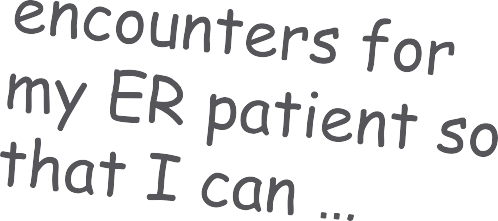 encounters for
my ER patient so
that I can ...